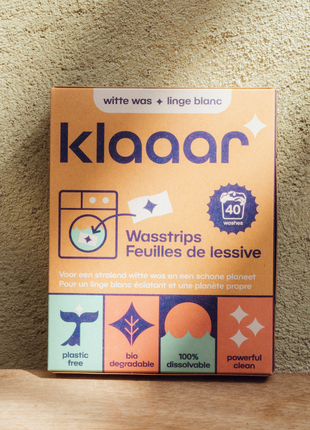 witte was ✦ linge blanc
klaaar
40
washes
Wasstrips
Feuilles de lessive
Voor een stralend witte was en een schone planeet
Pour un linge blanc éclatant et une planète propre
plastic
free
bio
degradable
100%
dissolvable
powerful
clean